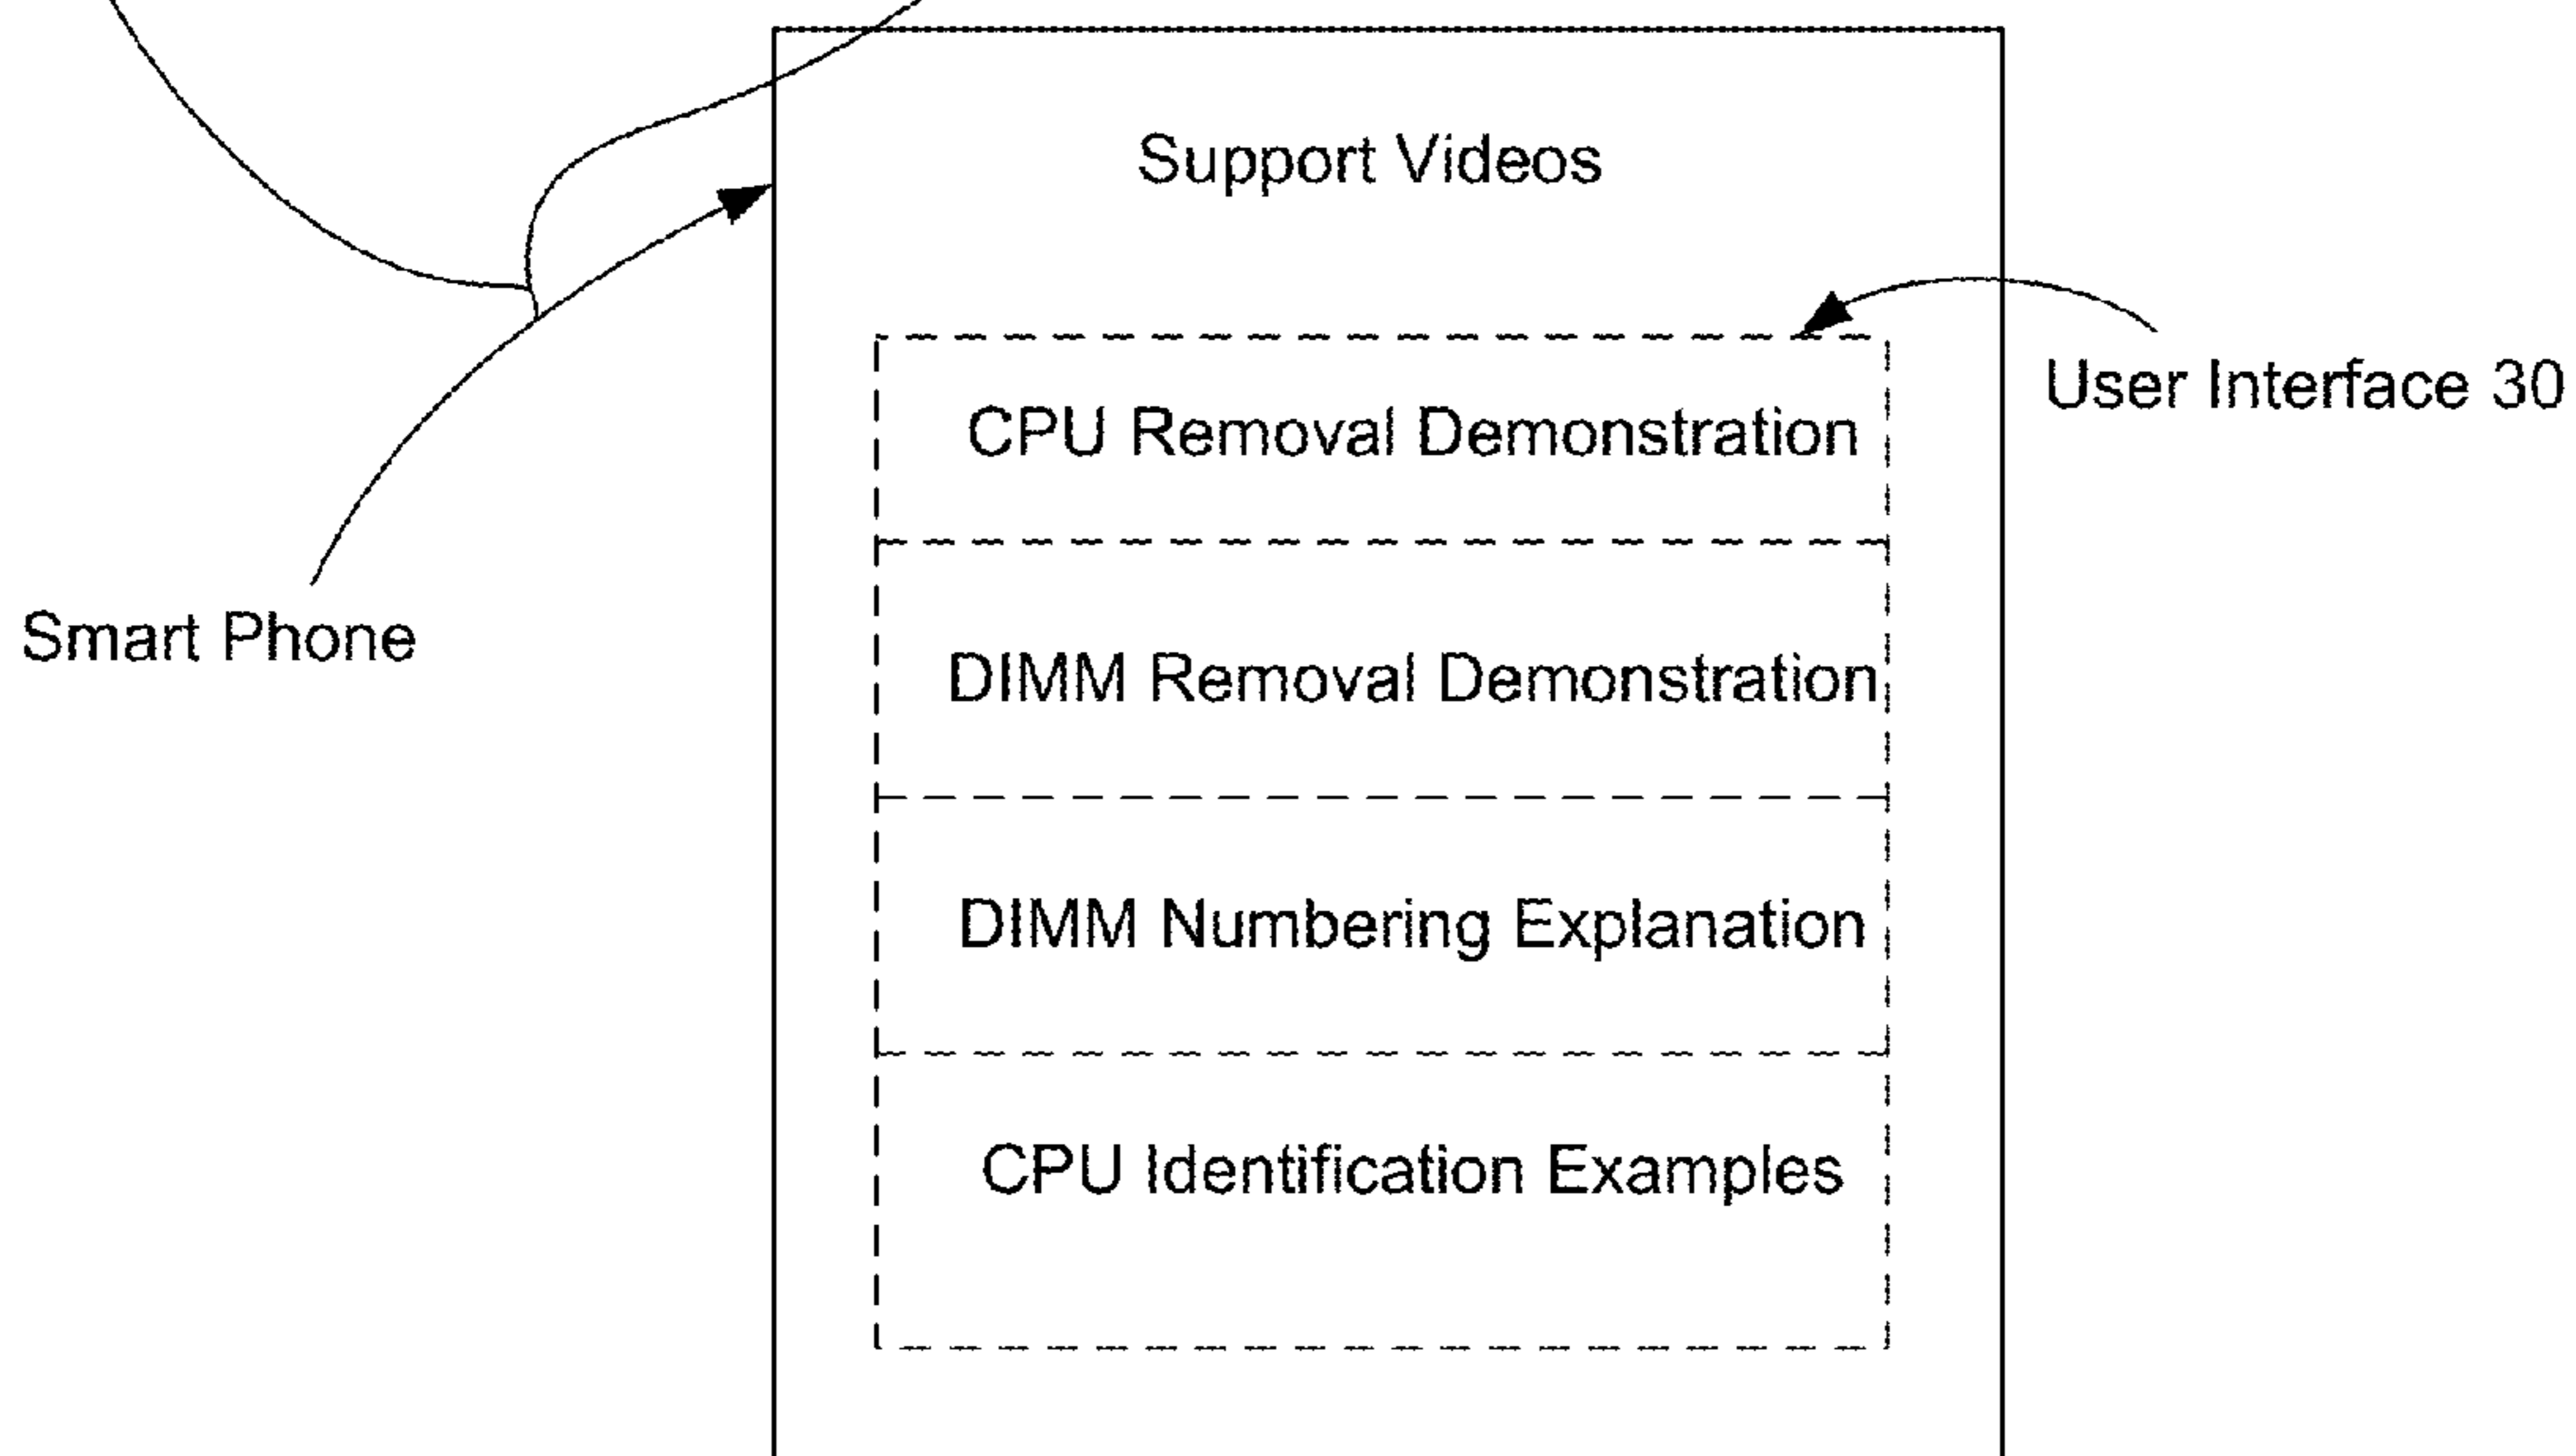 Support Videos
CPU Removal Demonstration
User Interface 30
Smart Phone
DIMM Removal Demonstration
DIMM Numbering Explanation
CPU Identification Examples